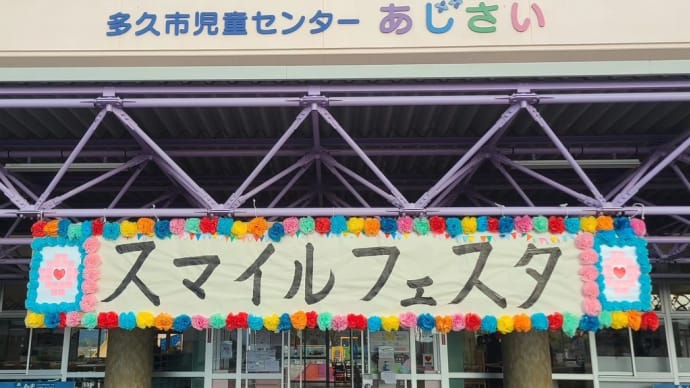 多久市児童センター あじさい
スマイルフェスタ